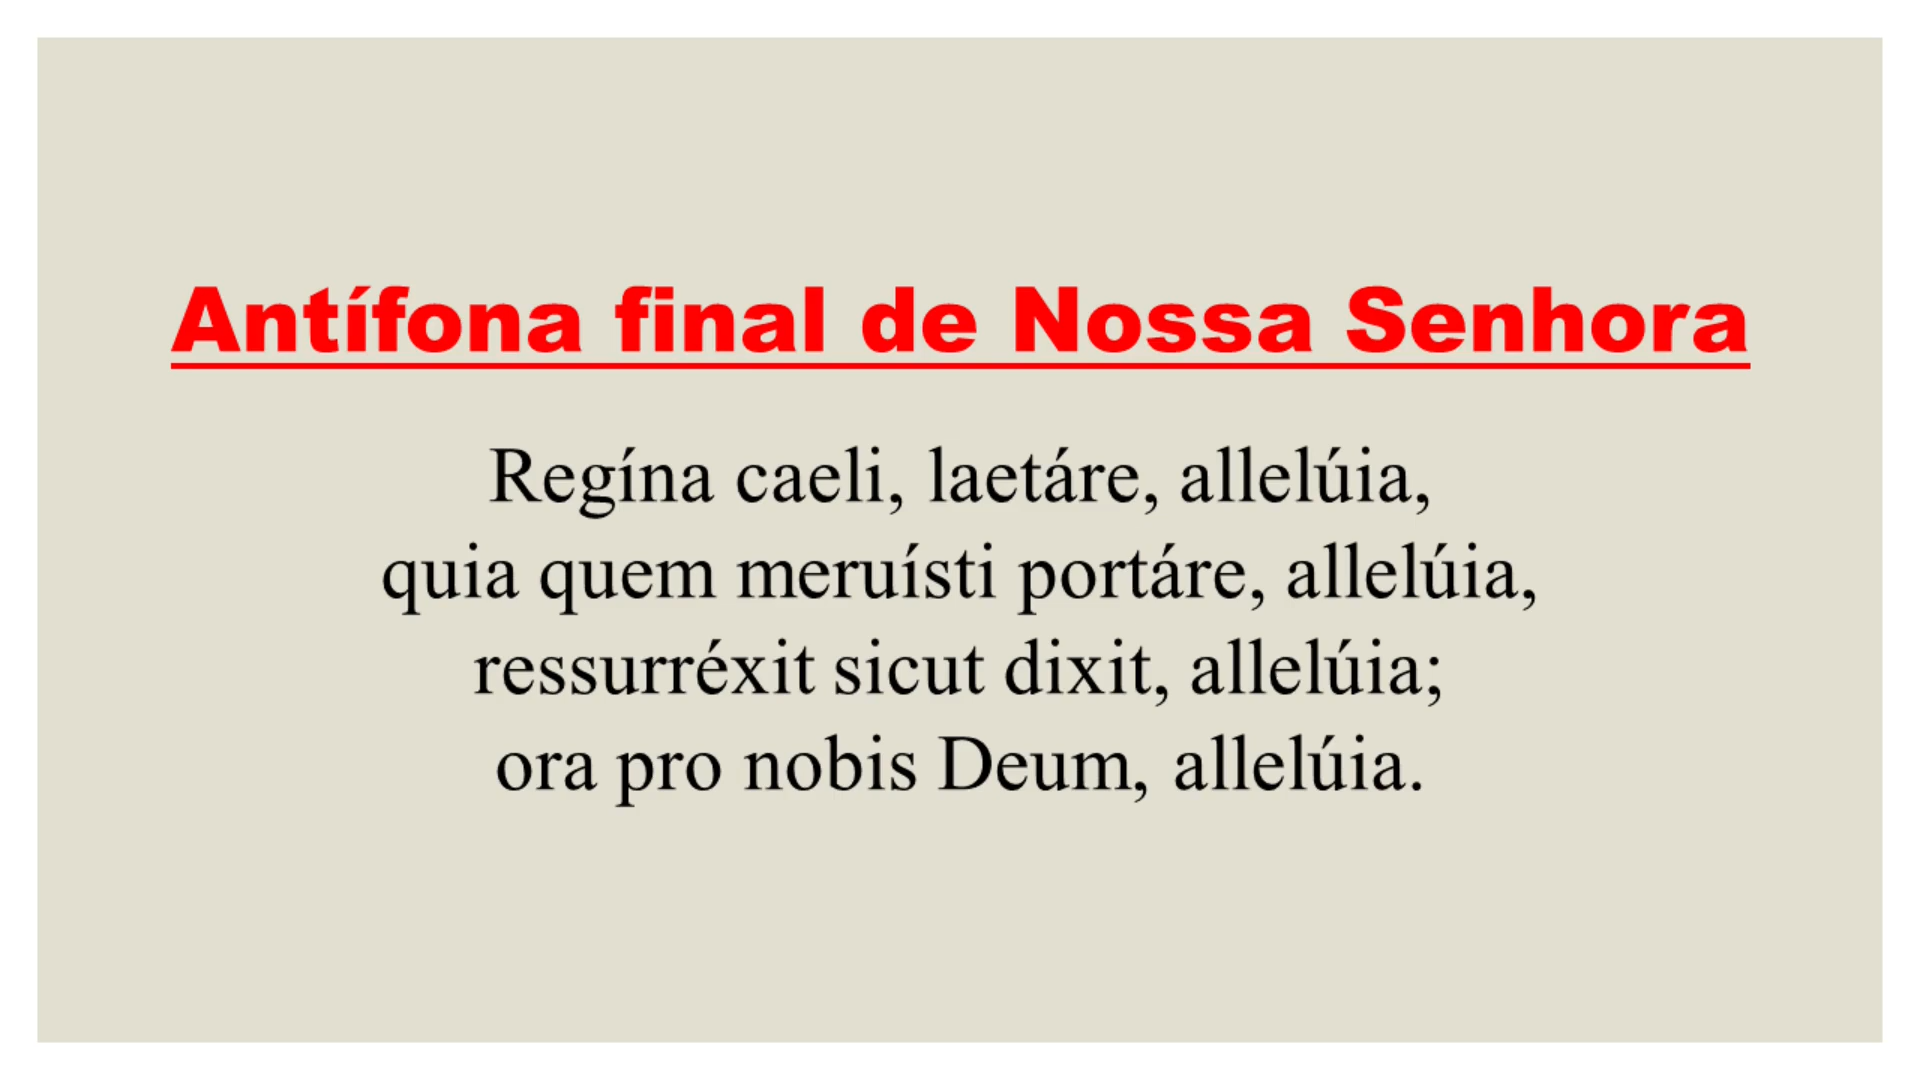 Antífona final de Nossa Senhora
Regína caeli, laetáre, allelúia,
quia quem meruísti portáre, allelúia,
ressurréxit sicut dixit, allelúia;
ora pro nobis Deum, allelúia.